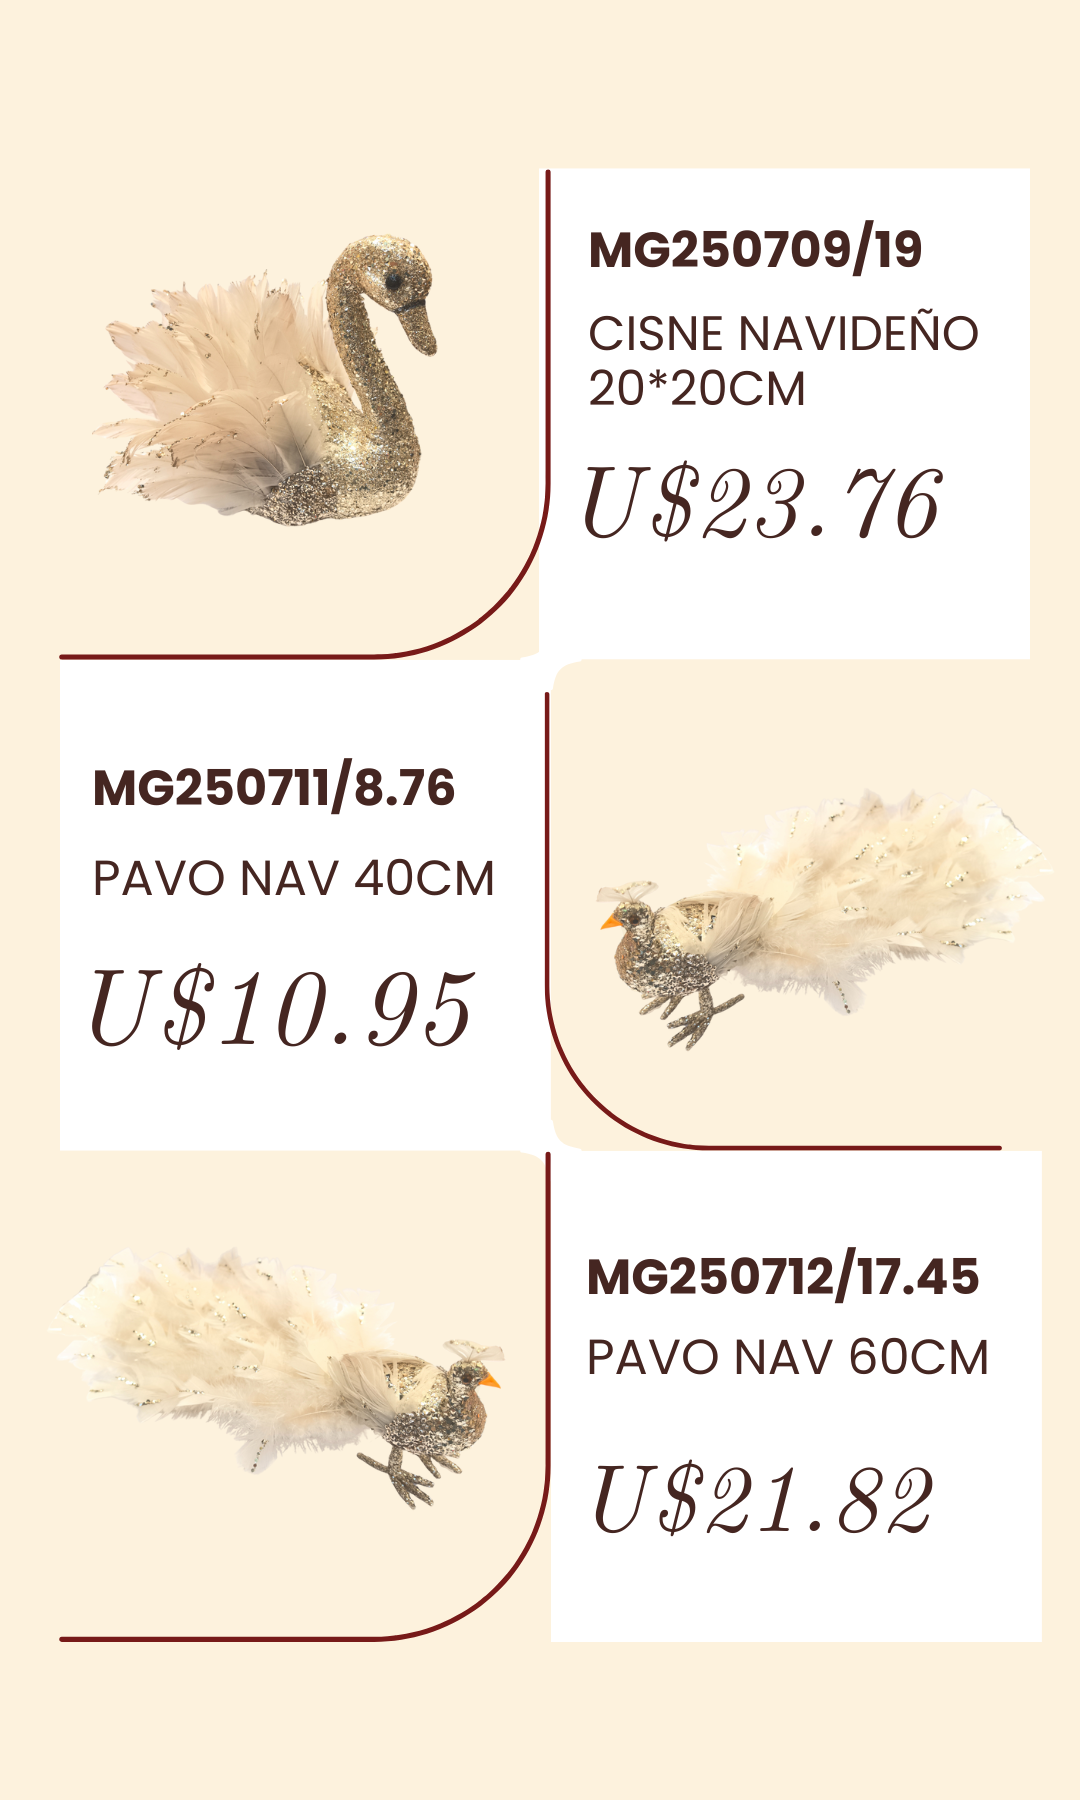 MG250709/19
CISNE NAVIDEÑO
20*20CM
U$23.76
MG250711/8.76
PAVO NAV 40CM
U$10.95
MG250712/17.45
PAVO NAV 60CM
U$21.82